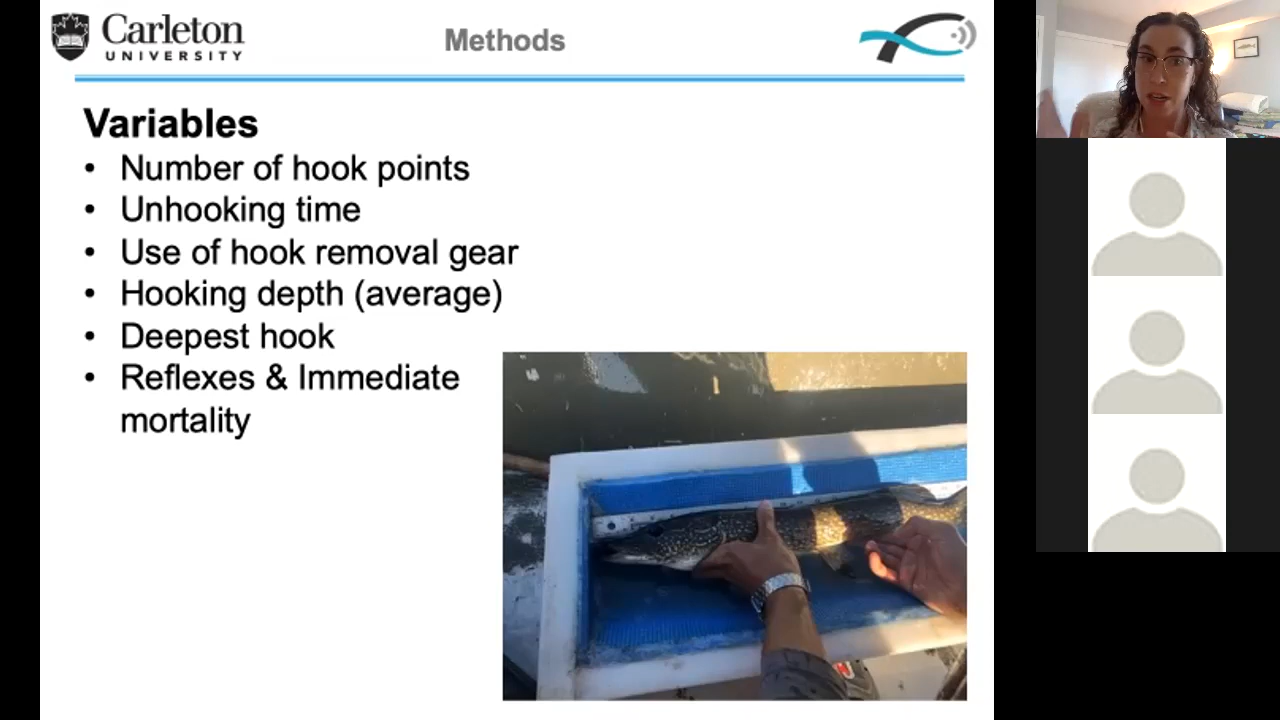 Carleton
UNIVERSITY
Methods
Variables
• Number of hook points
• Unhooking time
• Use of hook removal gear
• Hooking depth (average)
• Deepest hook
• Reflexes & Immediate
mortality